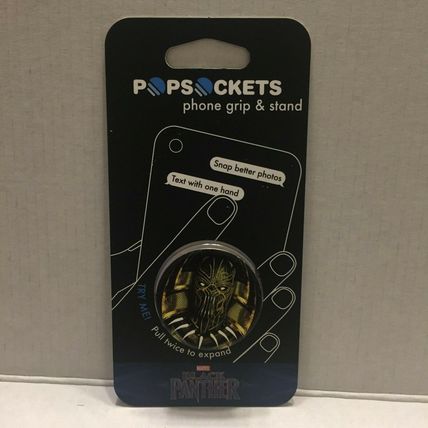 POPSOCKETS
phone grip & stand
Snap better photos
Text with one hand
TRY ME!
Pull twice to expand
MARVEL
BLACK
PANTHER